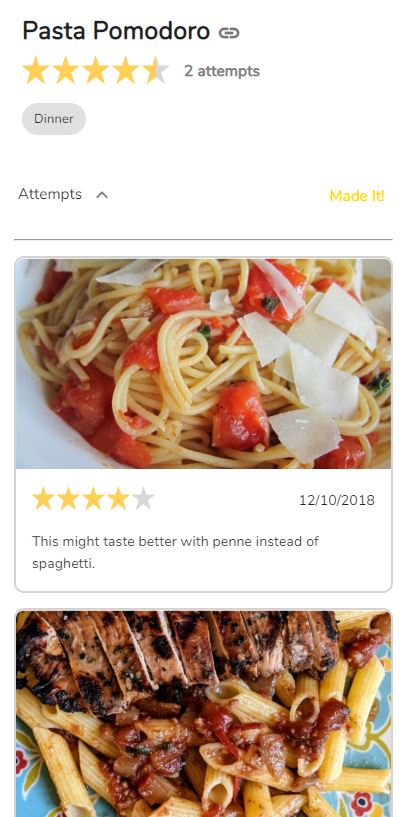 Pasta Pomodoro
2 attempts
Dinner
Attempts
Made It!
12/10/2018
This might taste better with penne instead of
spaghetti.